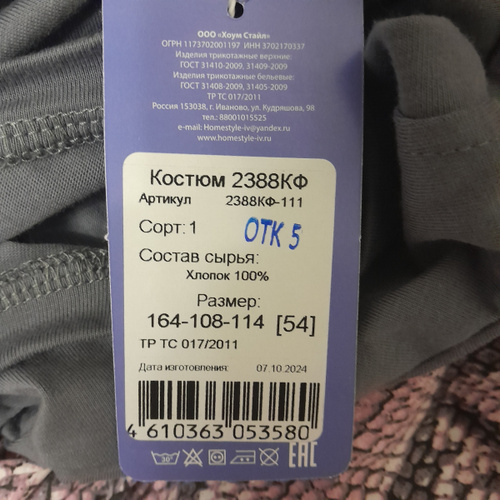 ООО «Хоум Стайл»
ОГРН 1173702001197 ИНН 3702170337
Изделия трикотажные верхние:
ГОСТ 31410-2009, 31409-2009
Изделия трикотажные бельевые:
ГОСТ 31408-2009, 31405-2009
ТР ТС 017/2011
Россия 153038, г. Иваново, ул. Кудряшова, 98
тел.: 88001015525
e-mail: Homestyle-iv@yandex.ru
www.homestyle-iv.ru
Костюм 2388КФ
Артикул 2388КФ-111
Сорт: 1 ОТК 5
Состав сырья:
Хлопок 100%
Размер:
164-108-114 [54]
ТР ТС 017/2011
Дата изготовления: 07.10.2024
4 610363 053580
30° EAC